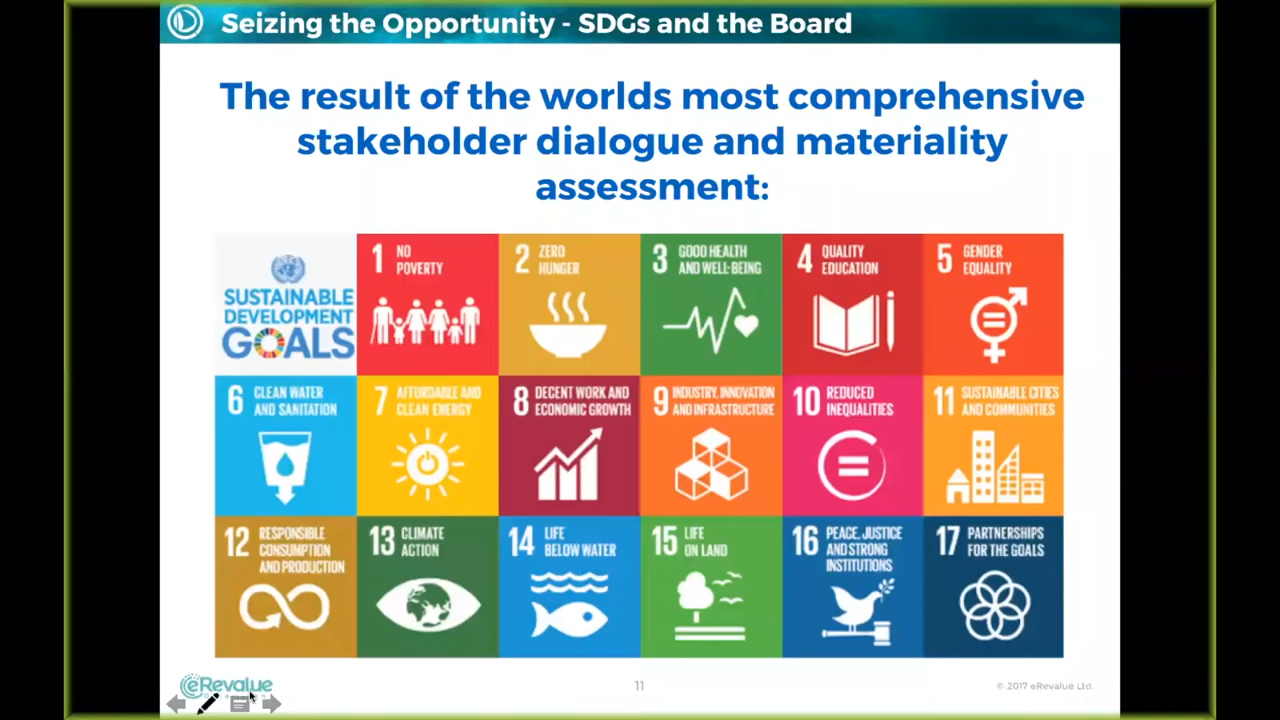 Seizing the Opportunity - SDGs and the Board
The result of the worlds most comprehensive
stakeholder dialogue and materiality
assessment:
SUSTAINABLE
DEVELOPMENT
GOALS
1 NO
POVERTY
2 ZERO
HUNGER
3 GOOD HEALTH
AND WELL-BEING
4 QUALITY
EDUCATION
5 GENDER
EQUALITY
6 CLEAN WATER
AND SANITATION
7 AFFORDABLE AND
CLEAN ENERGY
8 DECENT WORK AND
ECONOMIC GROWTH
9 INDUSTRY, INNOVATION
AND INFRASTRUCTURE
10 REDUCED
INEQUALITIES
11 SUSTAINABLE CITIES
AND COMMUNITIES
12 RESPONSIBLE
CONSUMPTION
AND PRODUCTION
13 CLIMATE
ACTION
14 LIFE
BELOW WATER
15 LIFE
ON LAND
16 PEACE, JUSTICE
AND STRONG
INSTITUTIONS
17 PARTNERSHIPS
FOR THE GOALS
eRevalue
11
© 2017 eRevalue Ltd.